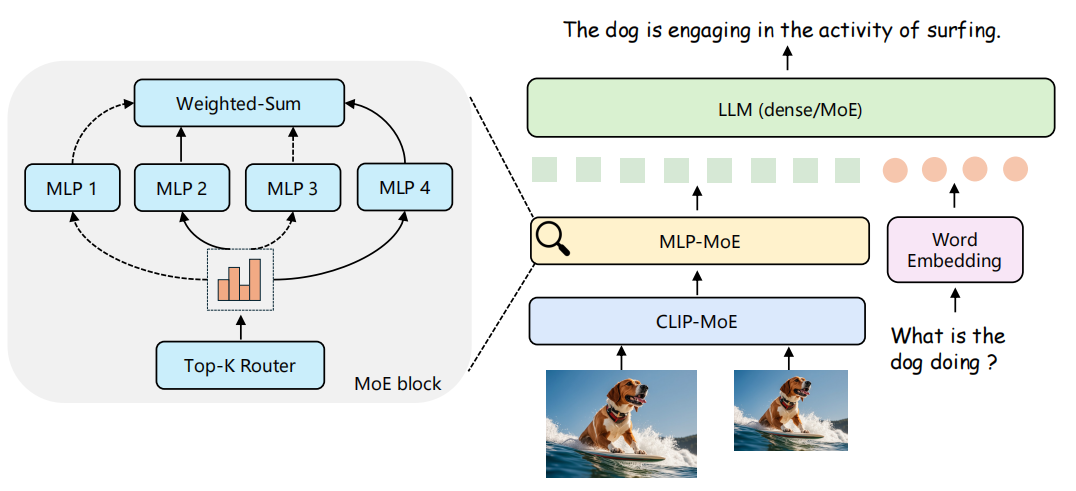 The dog is engaging in the activity of surfing.
Weighted-Sum
LLM (dense/MoE)
MLP 1
MLP 2
MLP 3
MLP 4
MLP-MoE
Word
Embedding
CLIP-MoE
What is the
dog doing ?
Top-K Router
MoE block